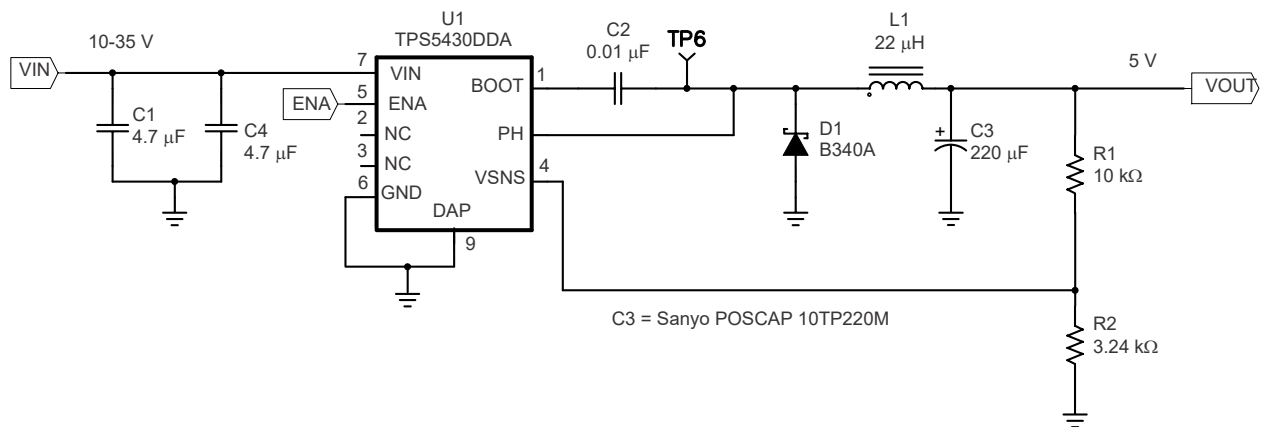 U1
TPS5430DDA
10-35 V
VIN
C1
4.7 μF
C4
4.7 μF
ENA
7
5
2
3
6
VIN
ENA
NC
NC
GND
DAP
9
BOOT
PH
VSNS
1
4
C2
0.01 μF
TP6
D1
B340A
L1
22 μH
C3
220 μF
+
5 V
VOUT
R1
10 kΩ
R2
3.24 kΩ
C3 = Sanyo POSCAP 10TP220M